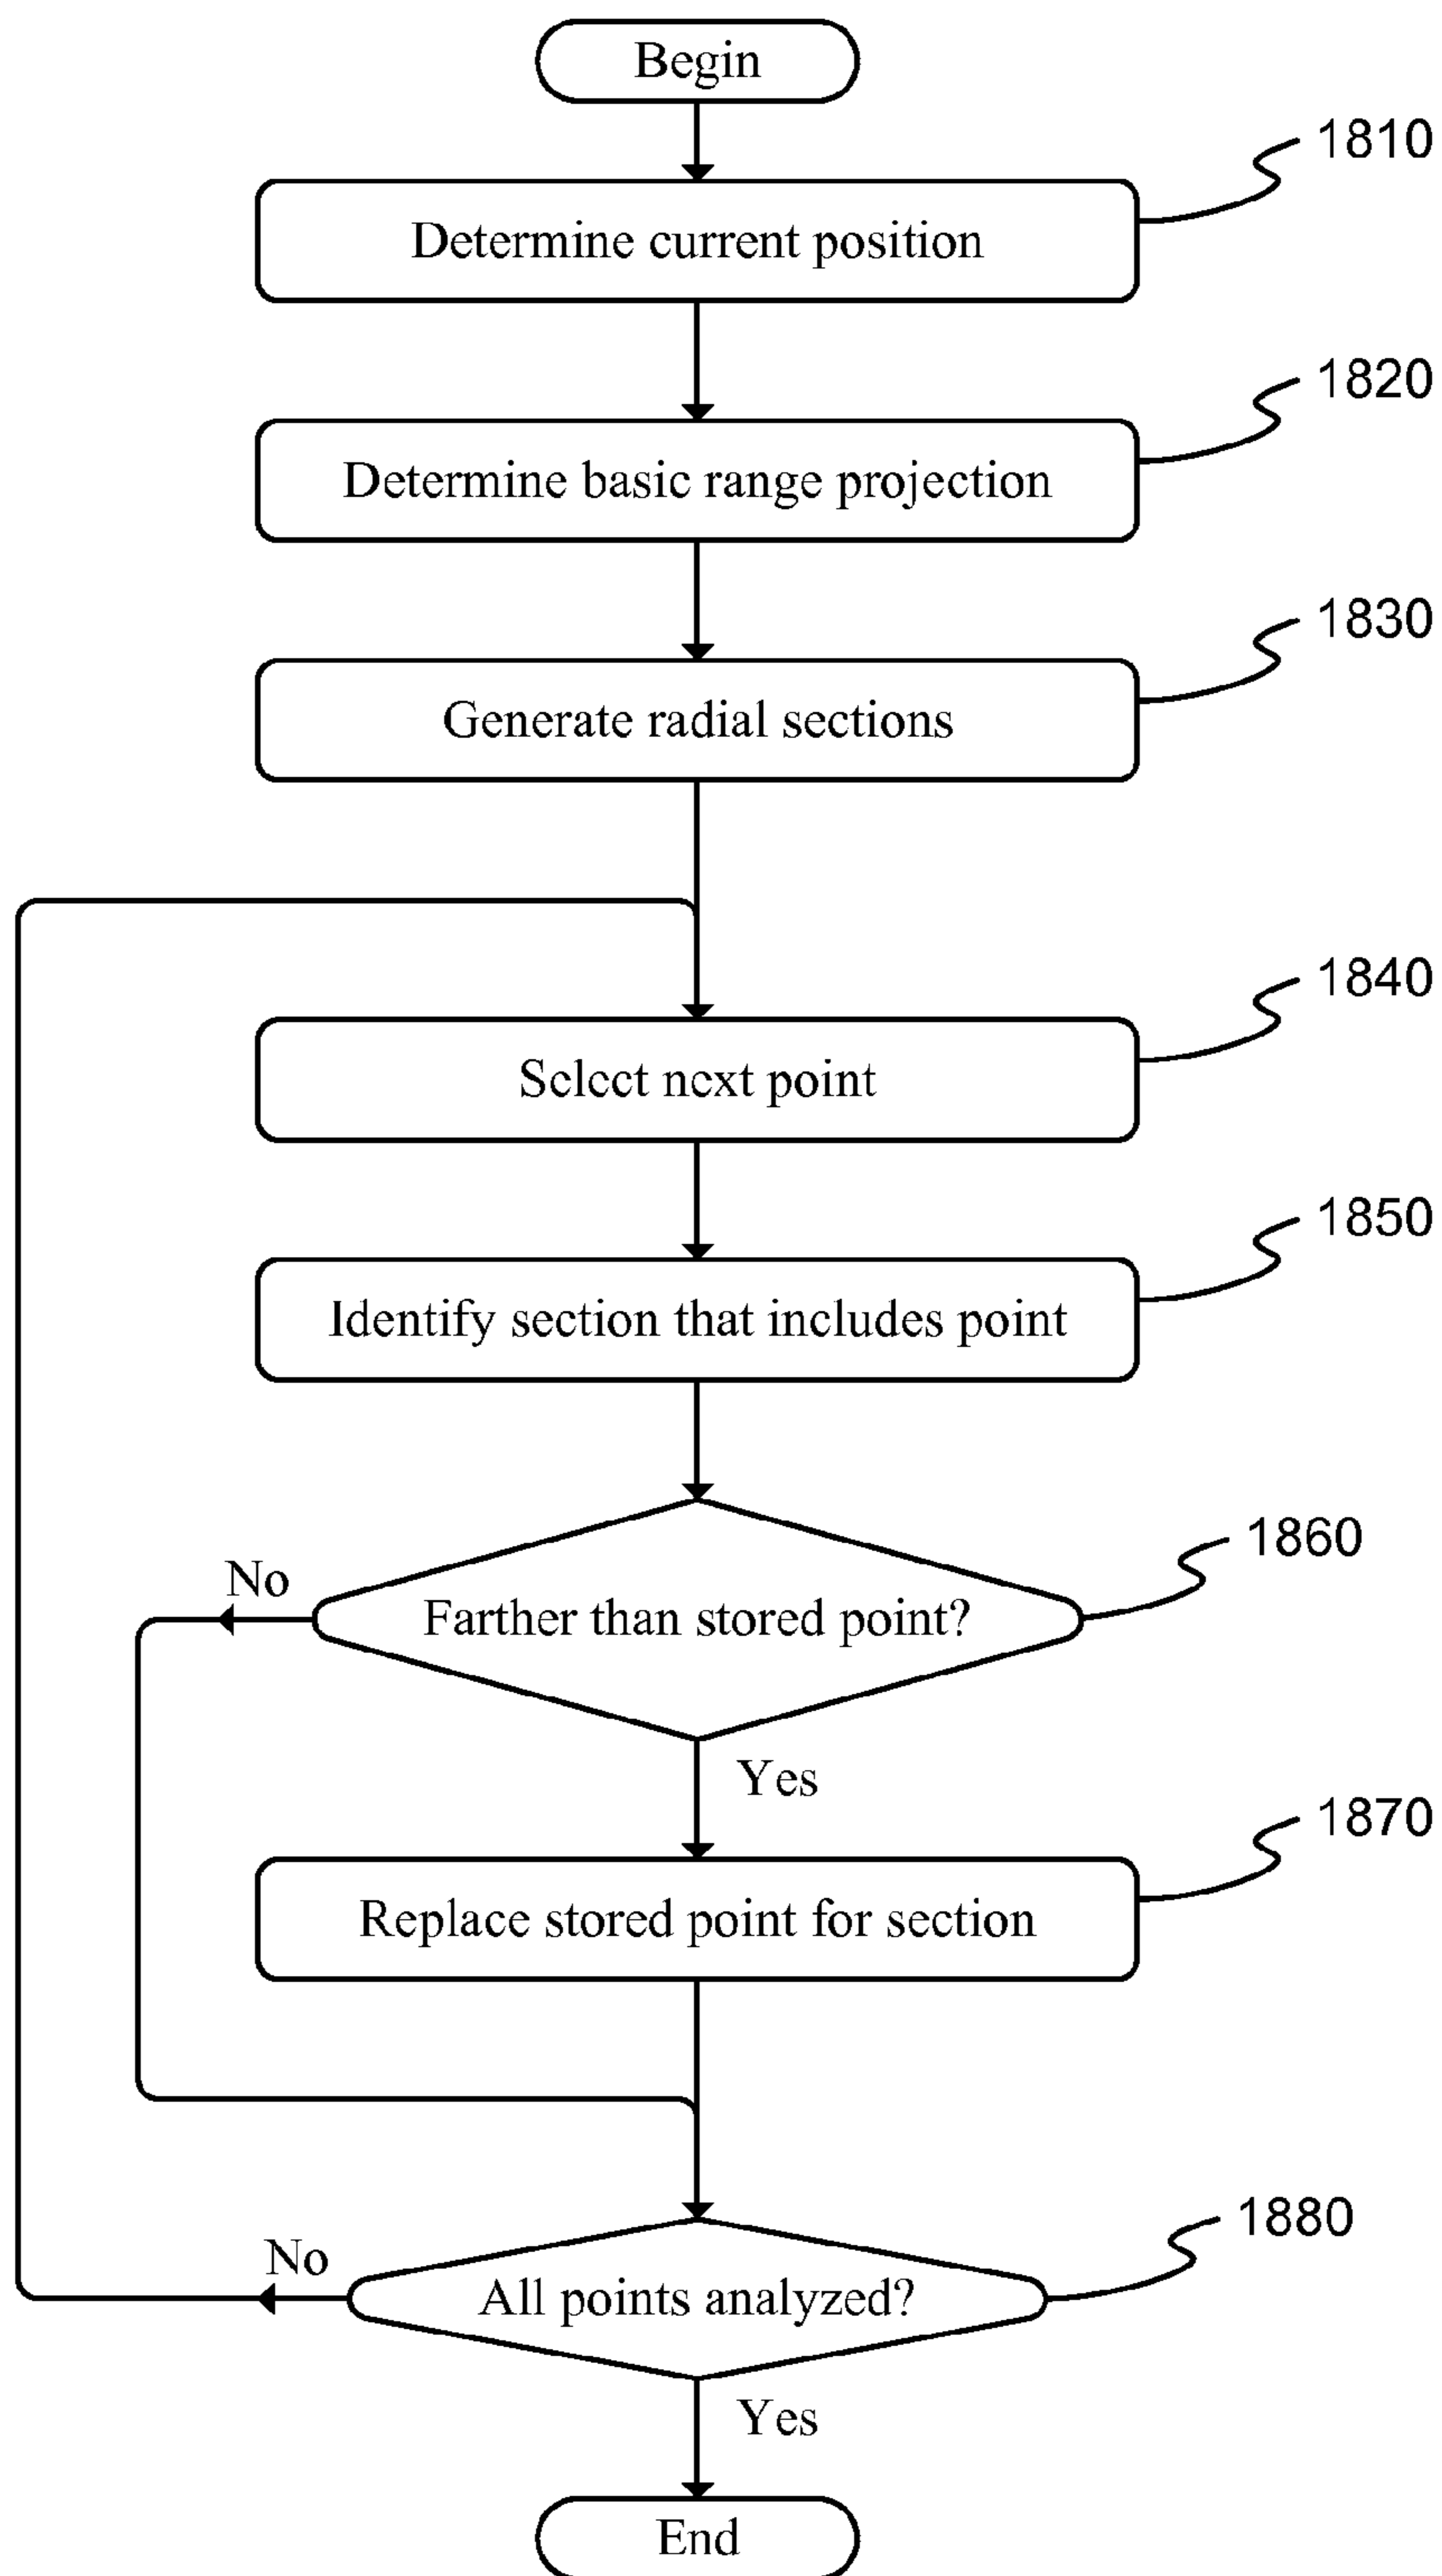 Begin
1810
Determine current position
1820
Determine basic range projection
1830
Generate radial sections
1840
Select next point
1850
Identify section that includes point
1860
No
Farther than stored point?
Yes
1870
Replace stored point for section
1880
No
All points analyzed?
Yes
End